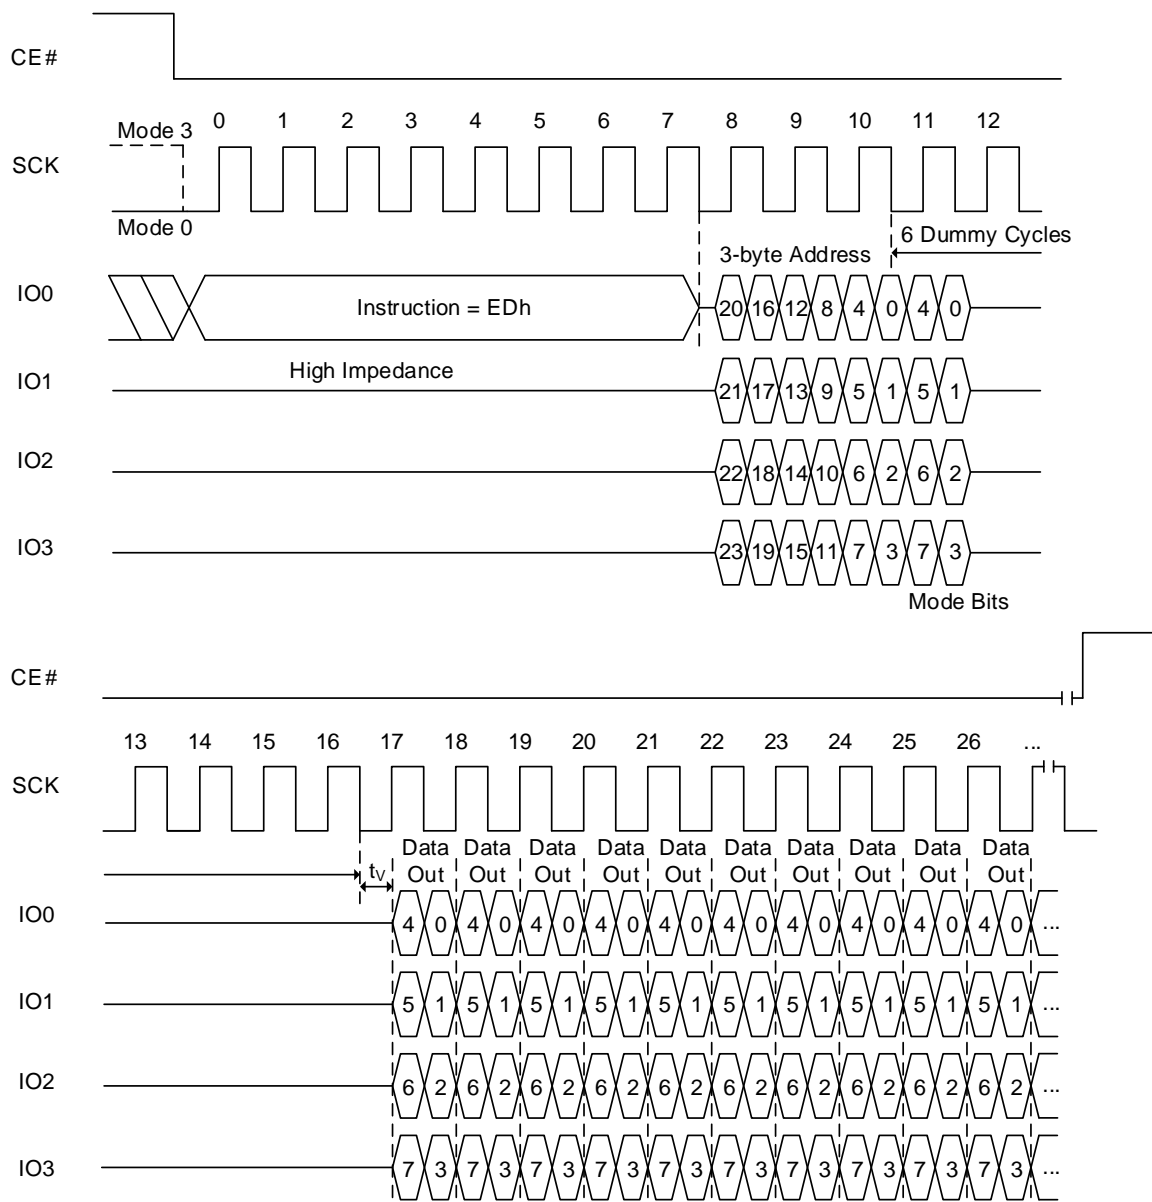 CE#
0 1 2 3 4 5 6 7 8 9 10 11 12
Mode 3
SCK
Mode 0
6 Dummy Cycles
3-byte Address
IO0
Instruction = EDh
20 16 12 8 4 0 4 0
High Impedance
IO1
21 17 13 9 5 1 5 1
IO2
22 18 14 10 6 2 6 2
IO3
23 19 15 11 7 3 7 3
Mode Bits
CE#
13 14 15 16 17 18 19 20 21 22 23 24 25 26 ...
SCK
Data Data Data Data Data Data Data Data Data Data
tV Out Out Out Out Out Out Out Out Out Out
IO0
4 0 4 0 4 0 4 0 4 0 4 0 4 0 4 0 4 0 4 0 ...
IO1
5 1 5 1 5 1 5 1 5 1 5 1 5 1 5 1 5 1 5 1 ...
IO2
6 2 6 2 6 2 6 2 6 2 6 2 6 2 6 2 6 2 6 2 ...
IO3
7 3 7 3 7 3 7 3 7 3 7 3 7 3 7 3 7 3 7 3 ...